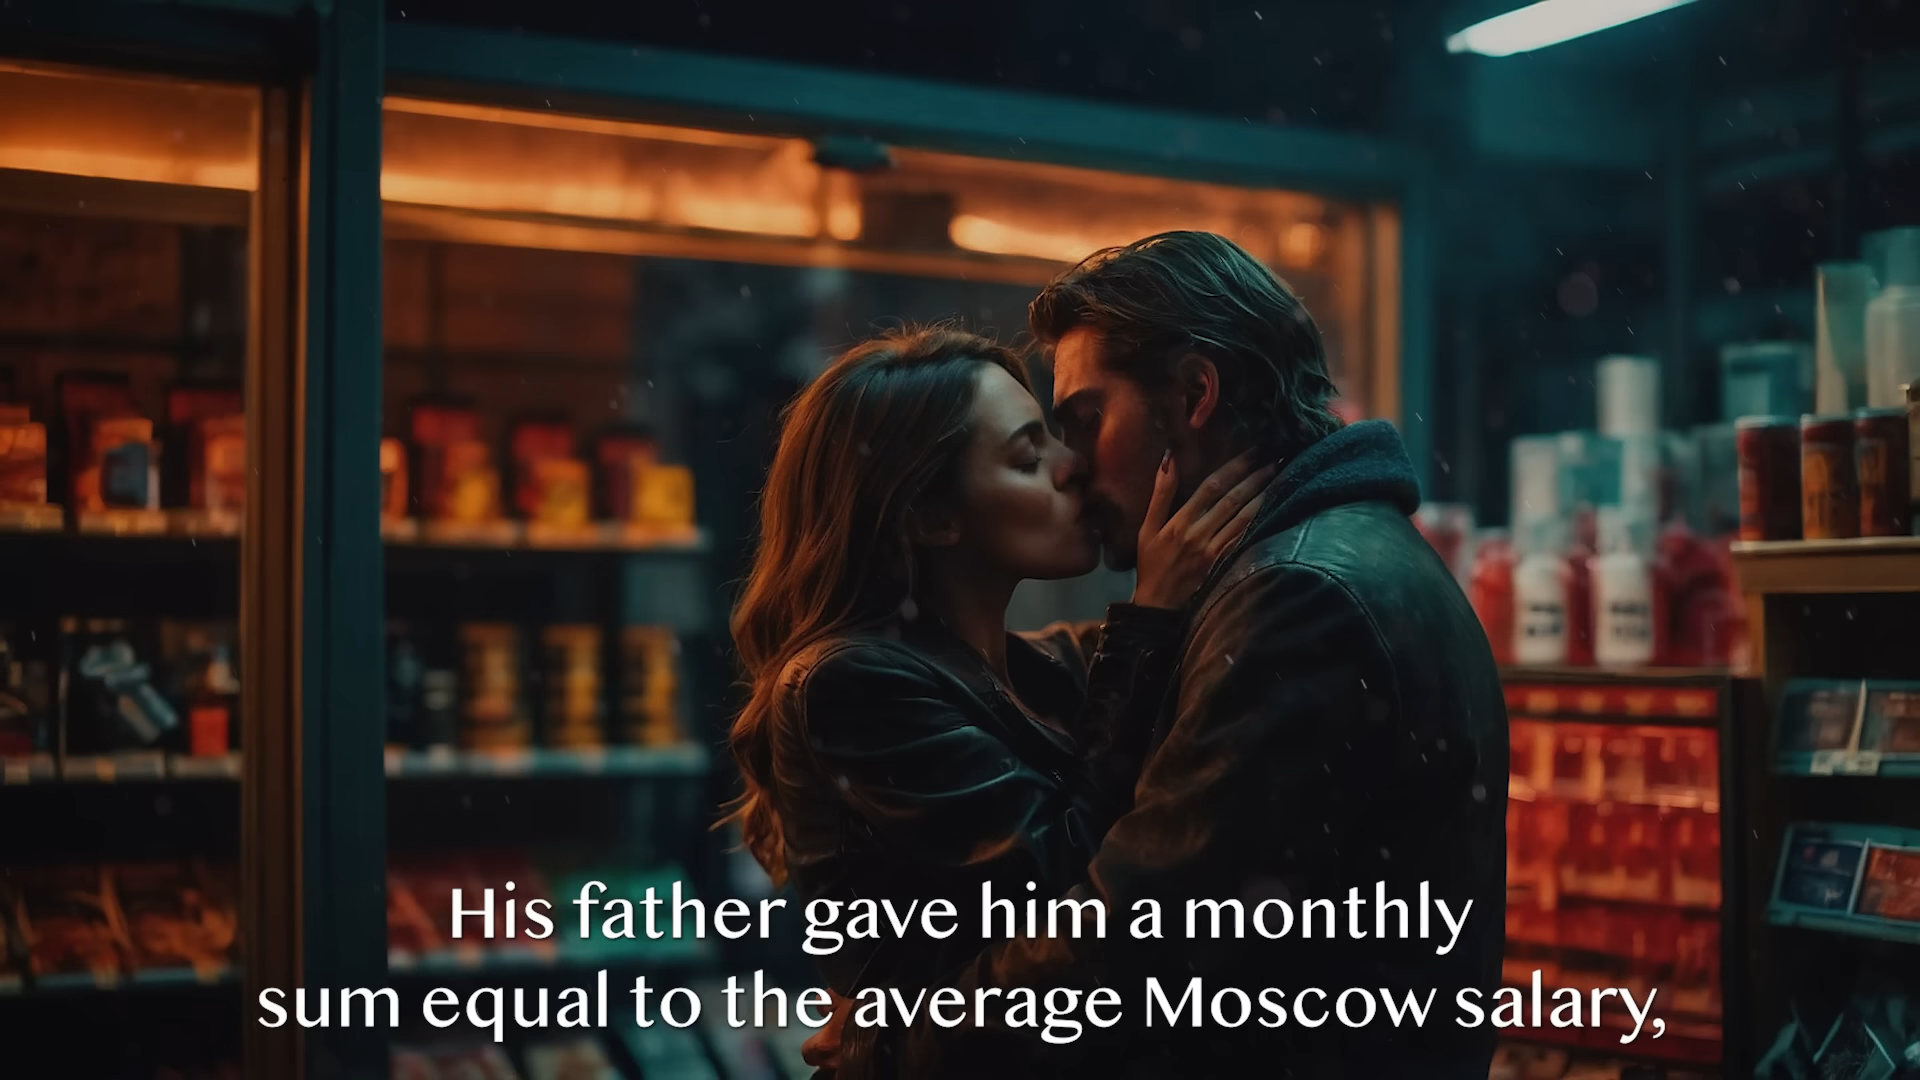 His father gave him a monthly
sum equal to the average Moscow salary,